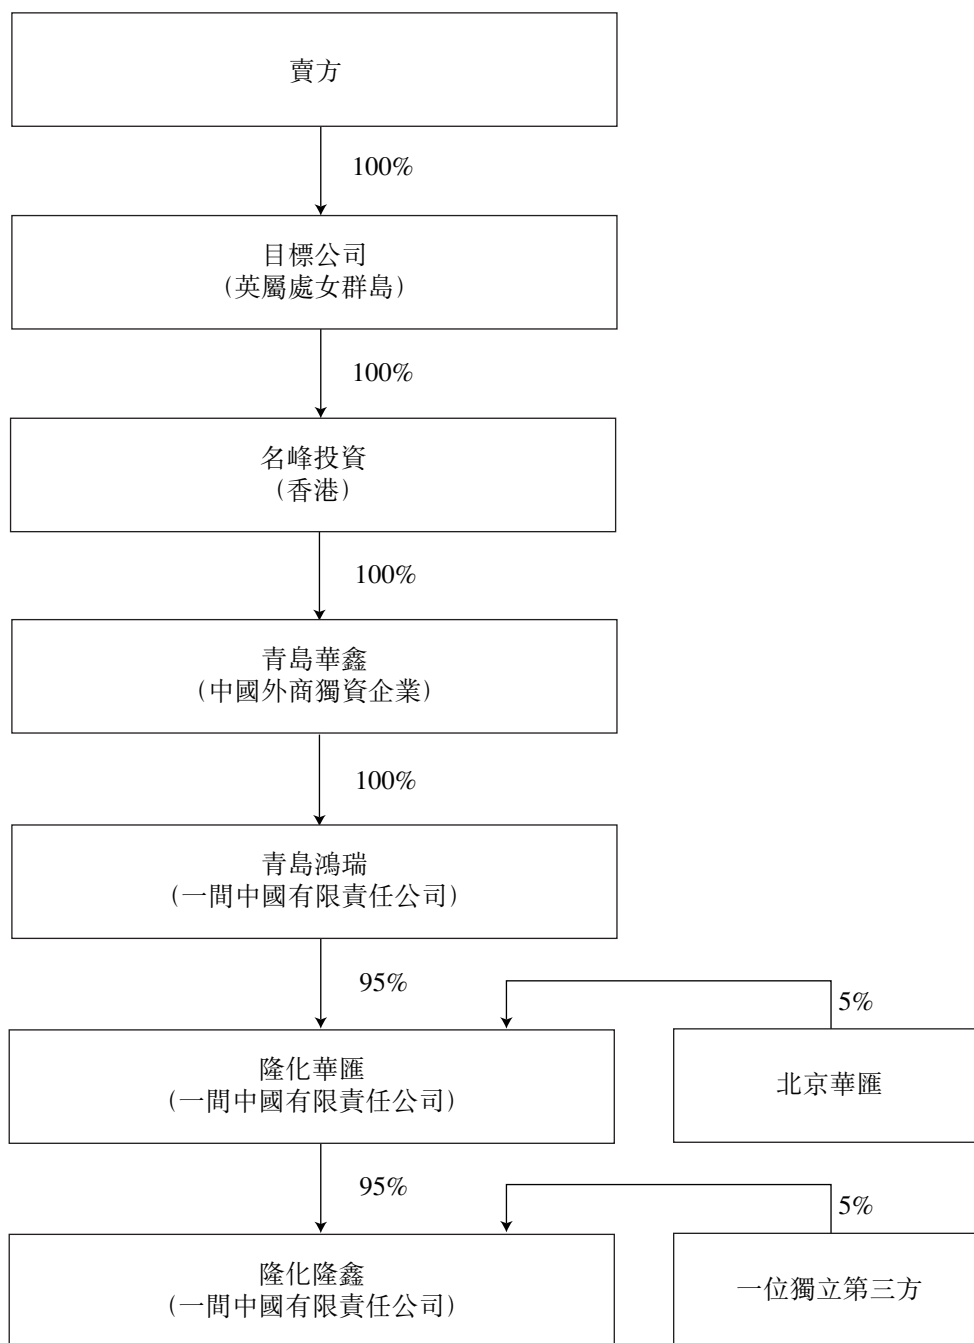 賣方
100%
目標公司
（英屬處女群島）
100%
名峰投資
（香港）
100%
青島華鑫
（中國外商獨資企業）
100%
青島鴻瑞
（一間中國有限責任公司）
95%
5%
隆化華匯
（一間中國有限責任公司）
北京華匯
95%
5%
隆化隆鑫
（一間中國有限責任公司）
一位獨立第三方